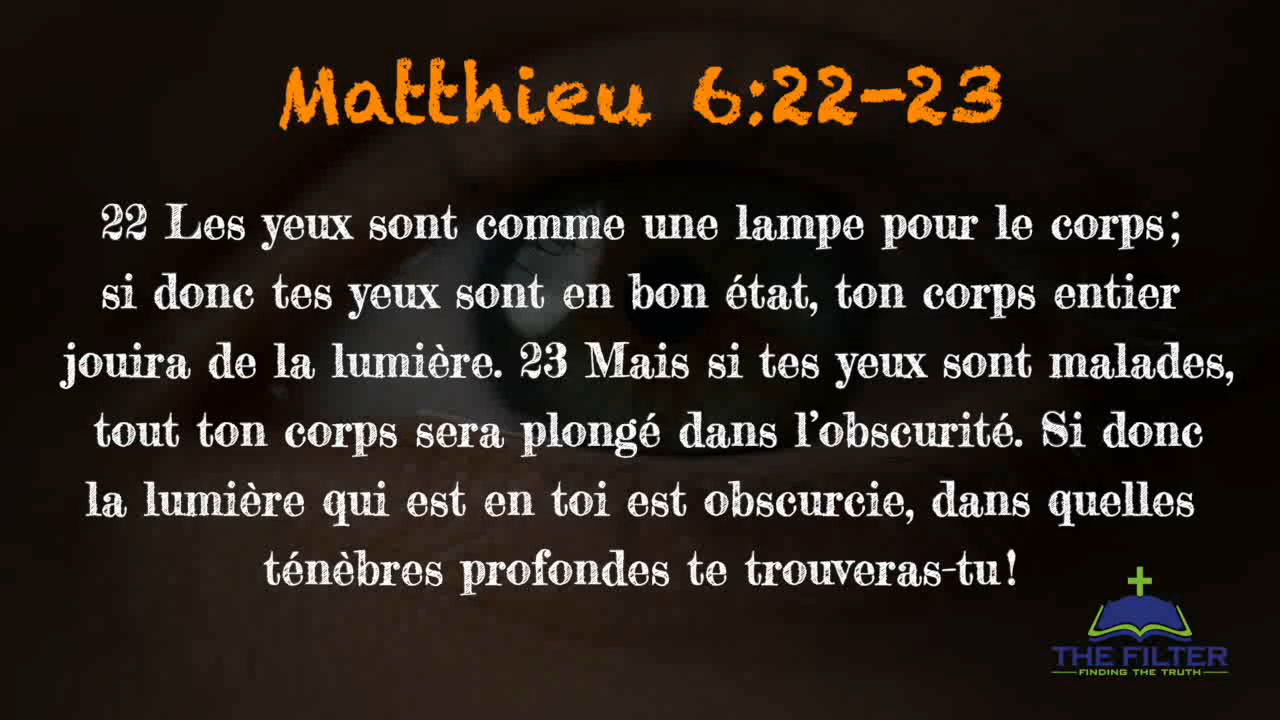 Matthieu 6:22-23
22 Les yeux sont comme une lampe pour le corps;
si donc tes yeux sont en bon état, ton corps entier
jouira de la lumière. 23 Mais si tes yeux sont malades,
tout ton corps sera plongé dans l'obscurité. Si donc
la lumière qui est en toi est obscurcie, dans quelles
ténèbres profondes te trouveras-tu!
THE FILTER
FINDING THE TRUTH